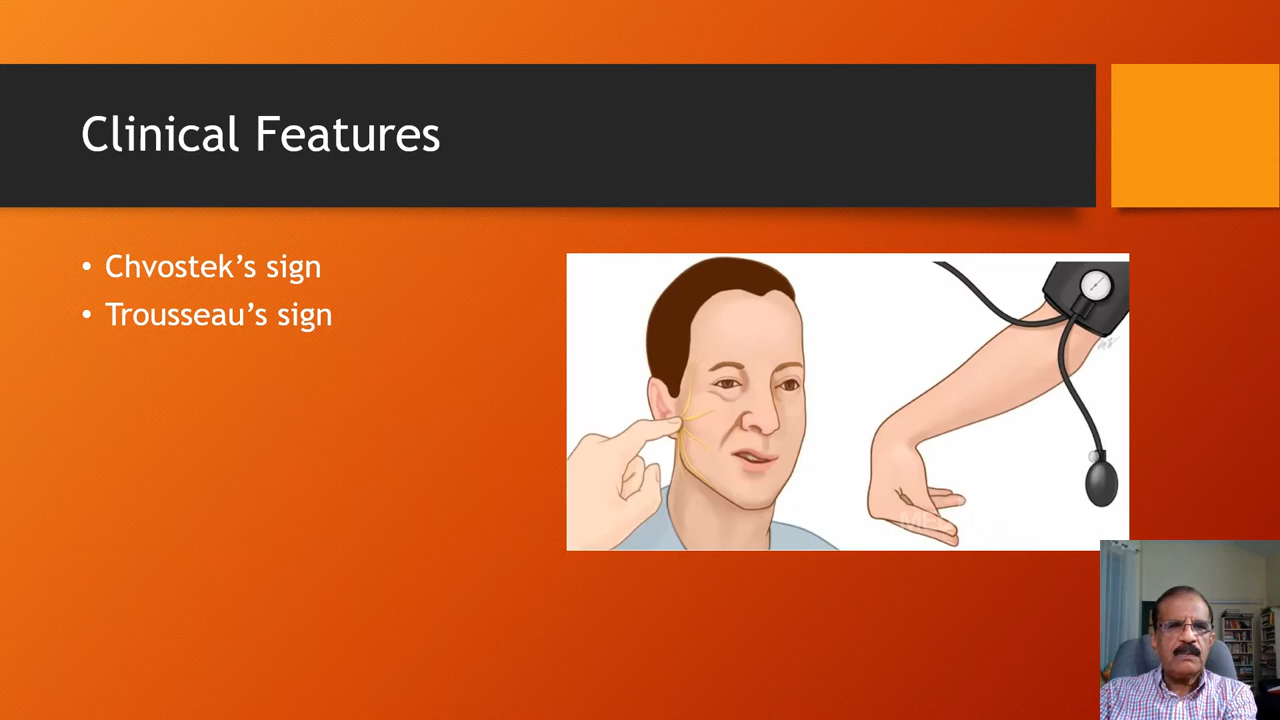 Clinical Features
• Chvostek’s sign
• Trousseau’s sign